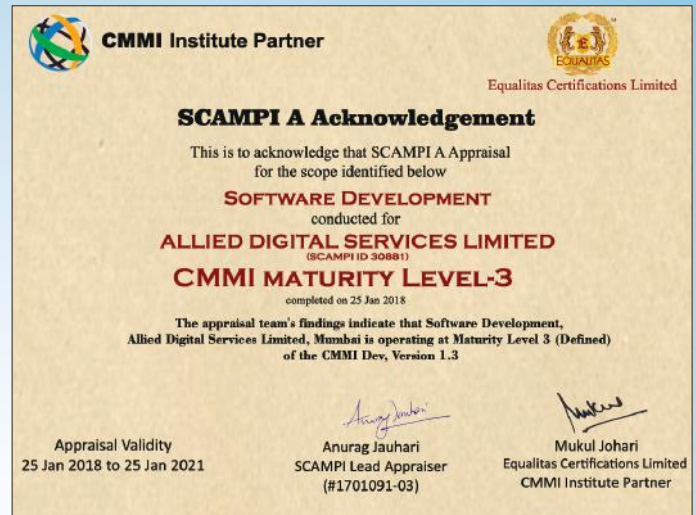 CMMI Institute Partner
EQUALITAS
Equalitas Certifications Limited
SCAMPI A Acknowledgement
This is to acknowledge that SCAMPI A Appraisal
for the scope identified below
SOFTWARE DEVELOPMENT
conducted for
ALLIED DIGITAL SERVICES LIMITED
(SCAMPI ID 30881)
CMMI MATURITY LEVEL-3
completed on 25 Jan 2018
The appraisal team's findings indicate that Software Development,
Allied Digital Services Limited, Mumbai is operating at Maturity Level 3 (Defined)
of the CMMI Dev, Version 1.3
Appraisal Validity
25 Jan 2018 to 25 Jan 2021
Anurag Jauhari
Anurag Jauhari
SCAMPI Lead Appraiser
(#1701091-03)
Mukul Johari
Equalitas Certifications Limited
CMMI Institute Partner